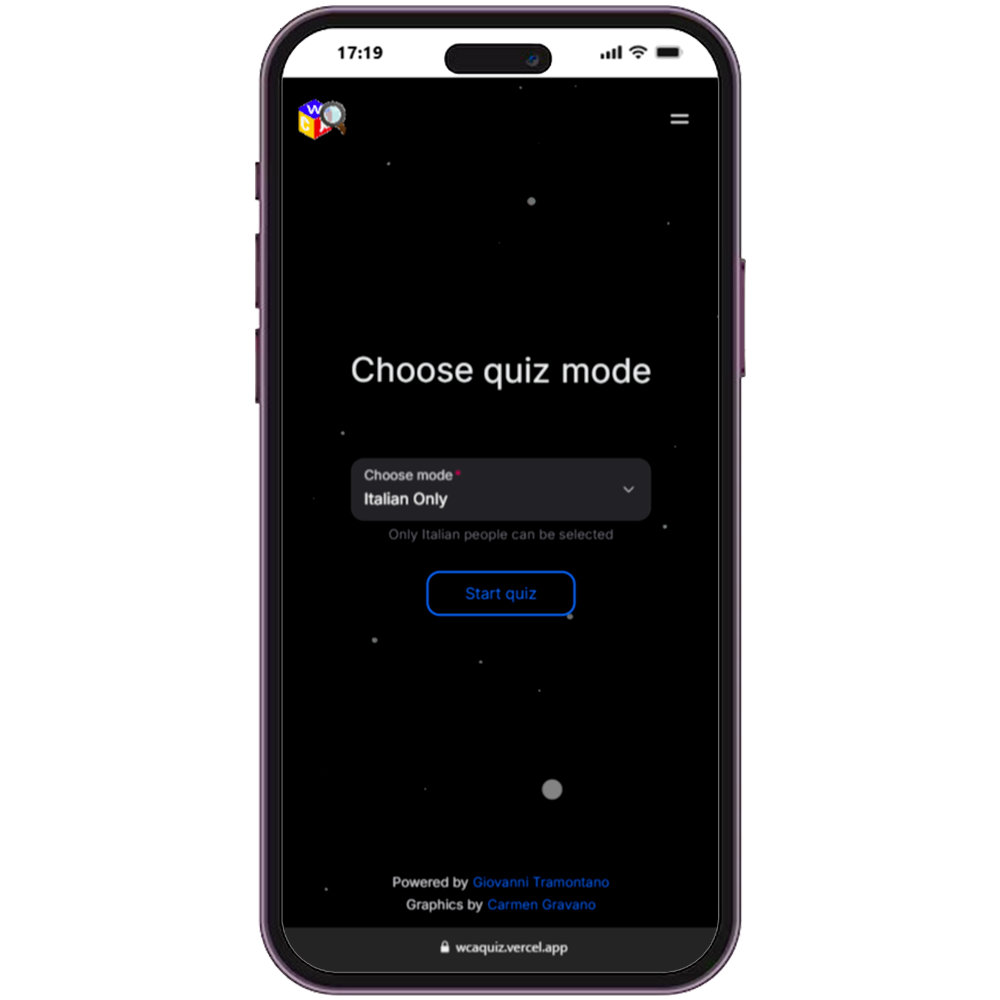 17:19
W
C A
Choose quiz mode
Choose mode*
Italian Only
Only Italian people can be selected
Start quiz
Powered by Giovanni Tramontano
Graphics by Carmen Gravano
wcaquiz.vercel.app